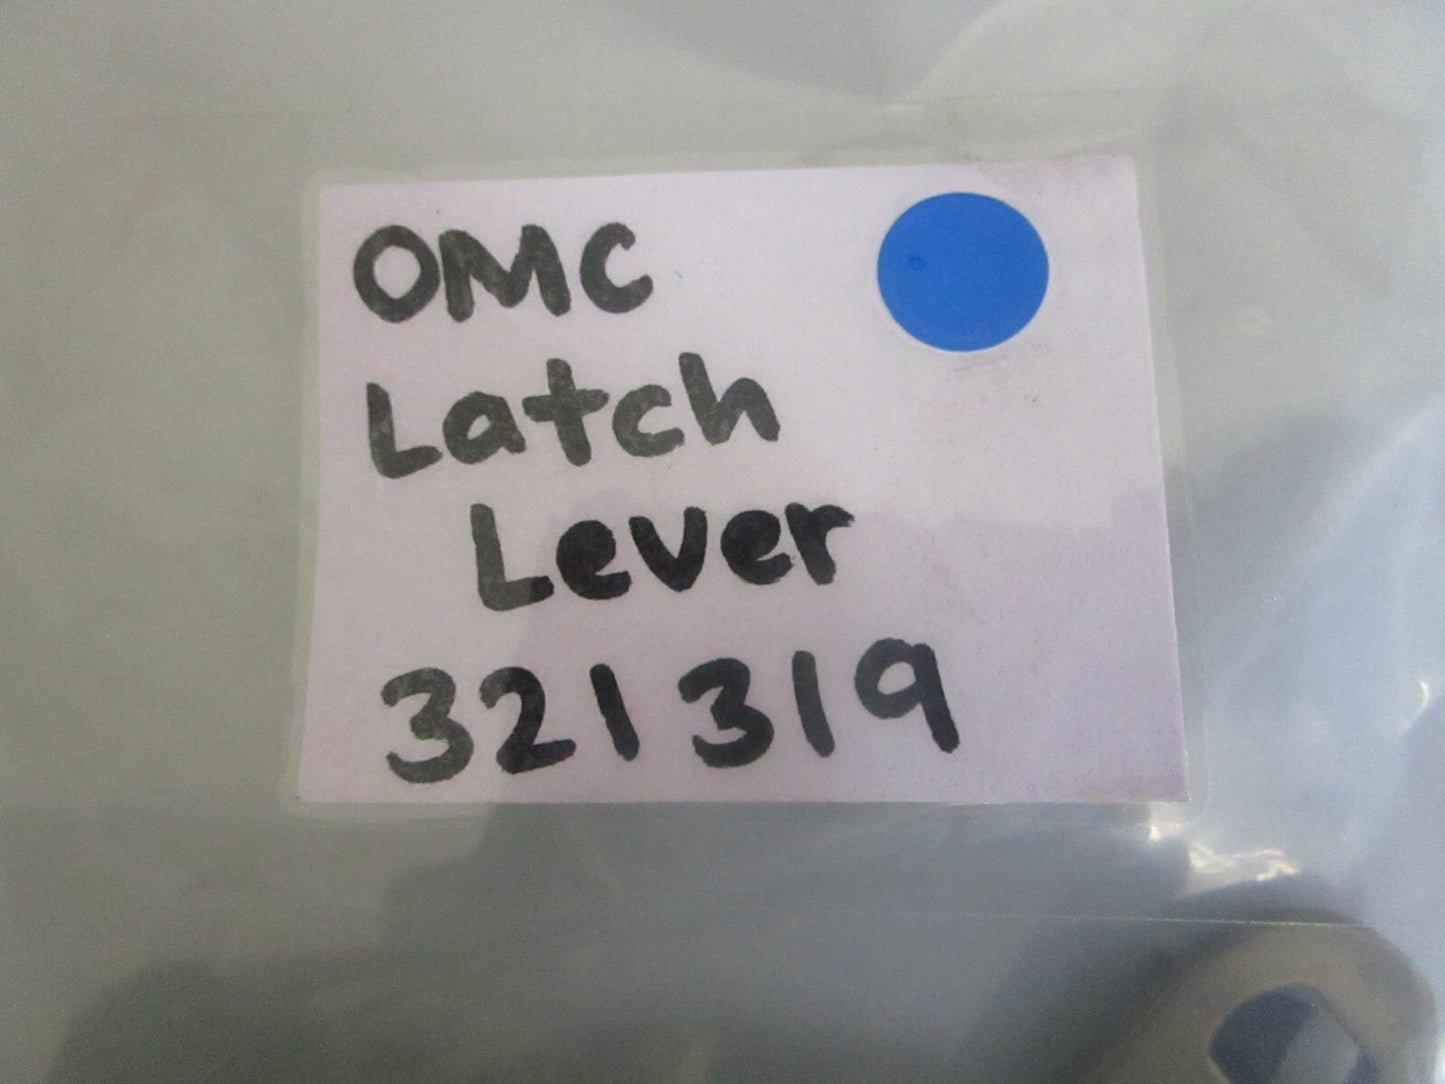 OMC
Latch
Lever
321319